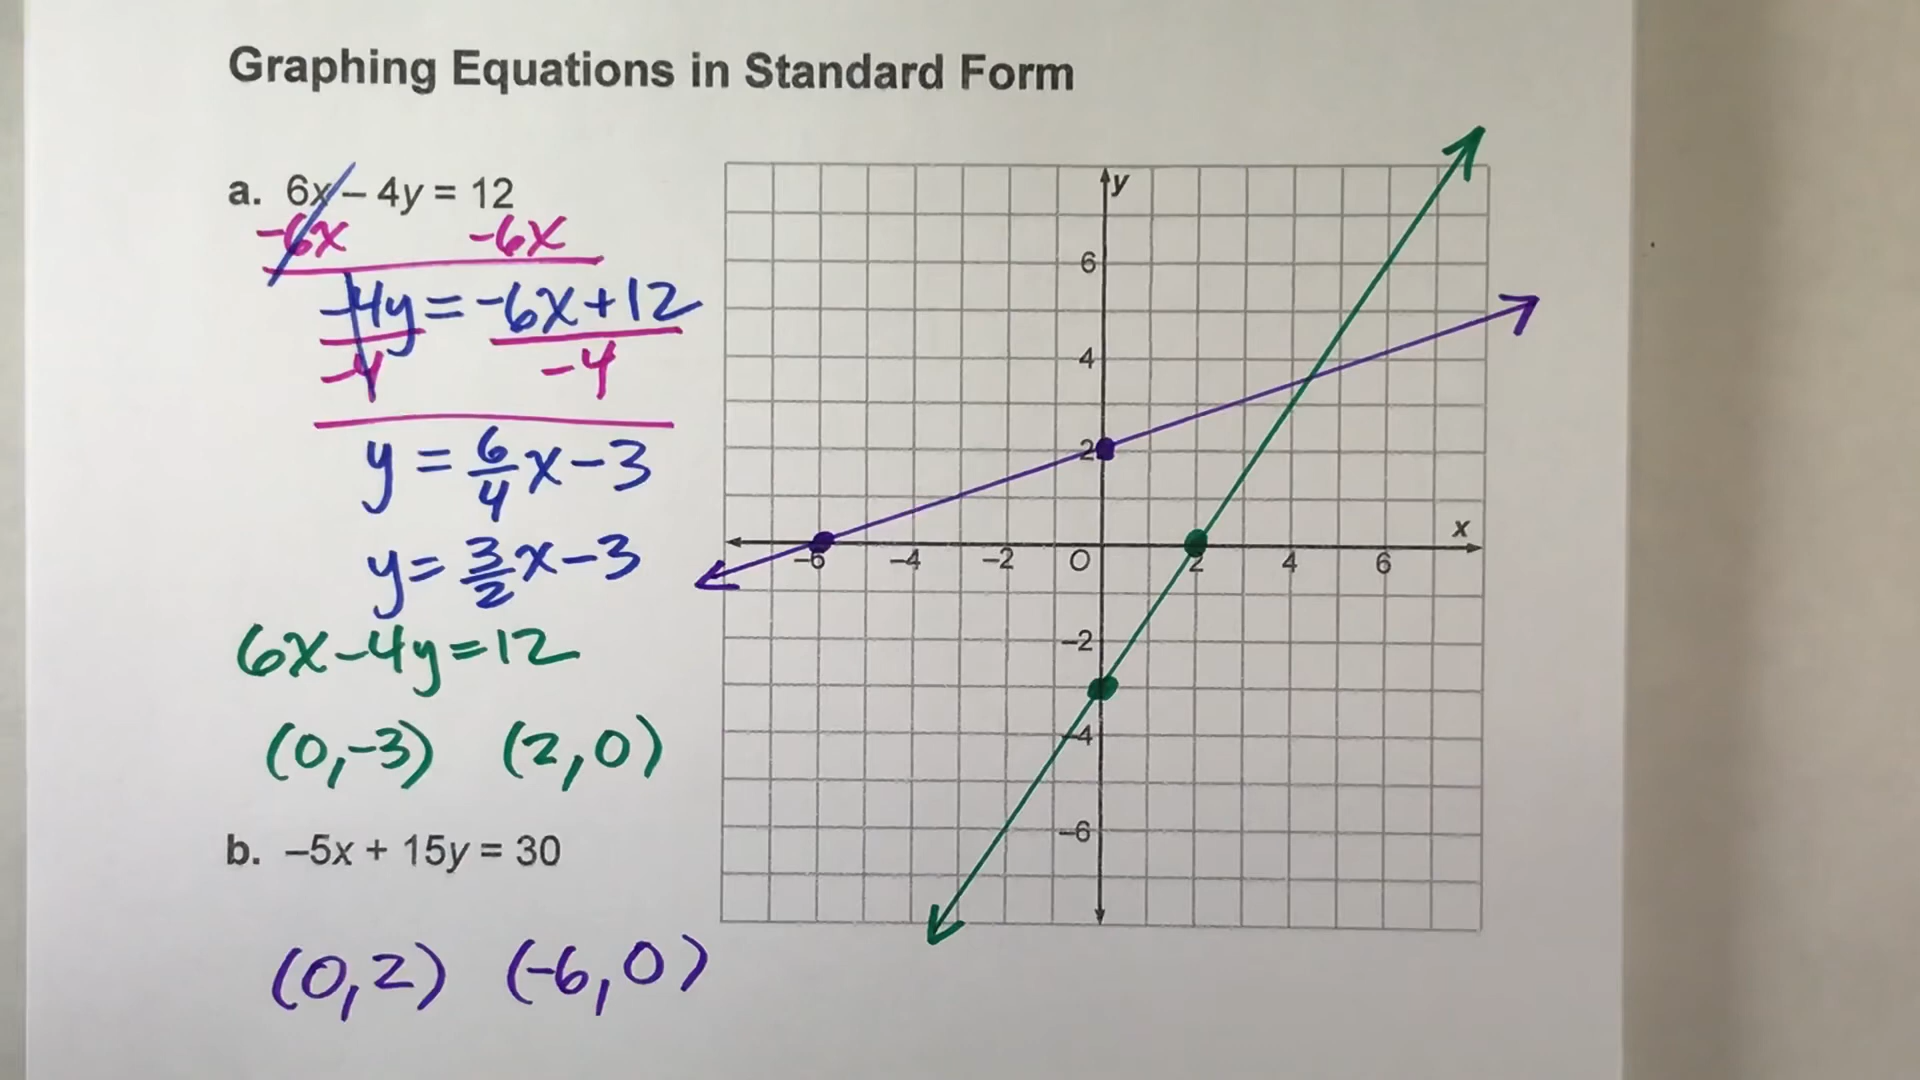 Graphing Equations in Standard Form
a. 6x – 4y = 12
-6x -6x
-4y = -6x + 12
-4 -4
y = 6/4 x - 3
y = 3/2 x - 3
6x - 4y = 12
(0,-3) (2,0)
b. –5x + 15y = 30
(0,2) (-6,0)
y
6
4
2
x
–6 –4 –2 O 2 4 6
–2
–4
–6